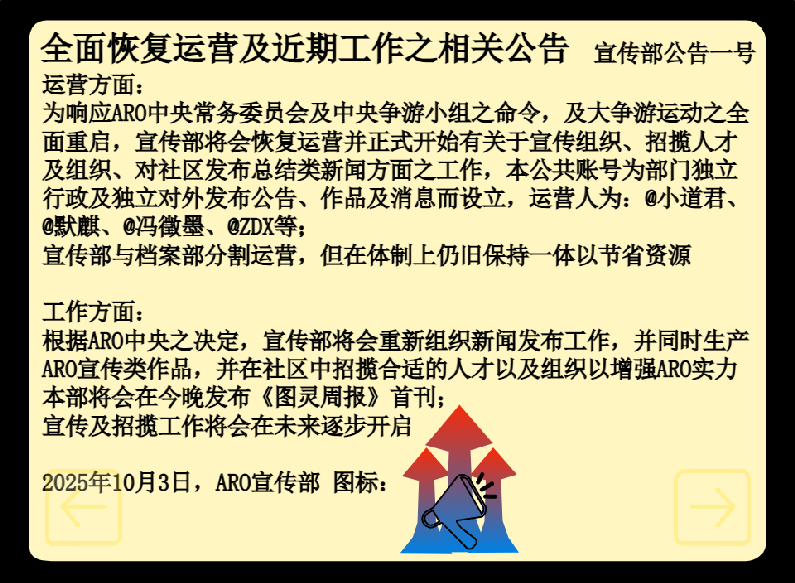 全面恢复运营及近期工作之相关公告 宣传部公告一号
运营方面：
为响应ARO中央常务委员会及中央争游小组之命令，及大争游运动之全
面重启，宣传部将会恢复运营并正式开始有关于宣传组织、招揽人才
及组织、对社区发布总结类新闻方面之工作，本公共账号为部门独立
行政及独立对外发布公告、作品及消息而设立，运营人为：@小道君、
@默麒、@冯徵墨、@ZDX等；
宣传部与档案部分割运营，但在体制上仍旧保持一体以节省资源
工作方面：
根据ARO中央之决定，宣传部将会重新组织新闻发布工作，并同时生产
ARO宣传类作品，并在社区中招揽合适的人才以及组织以增强ARO实力
本部将会在今晚发布《图灵周报》首刊；
宣传及招揽工作将会在未来逐步开启
2025年10月3日，ARO宣传部 图标：